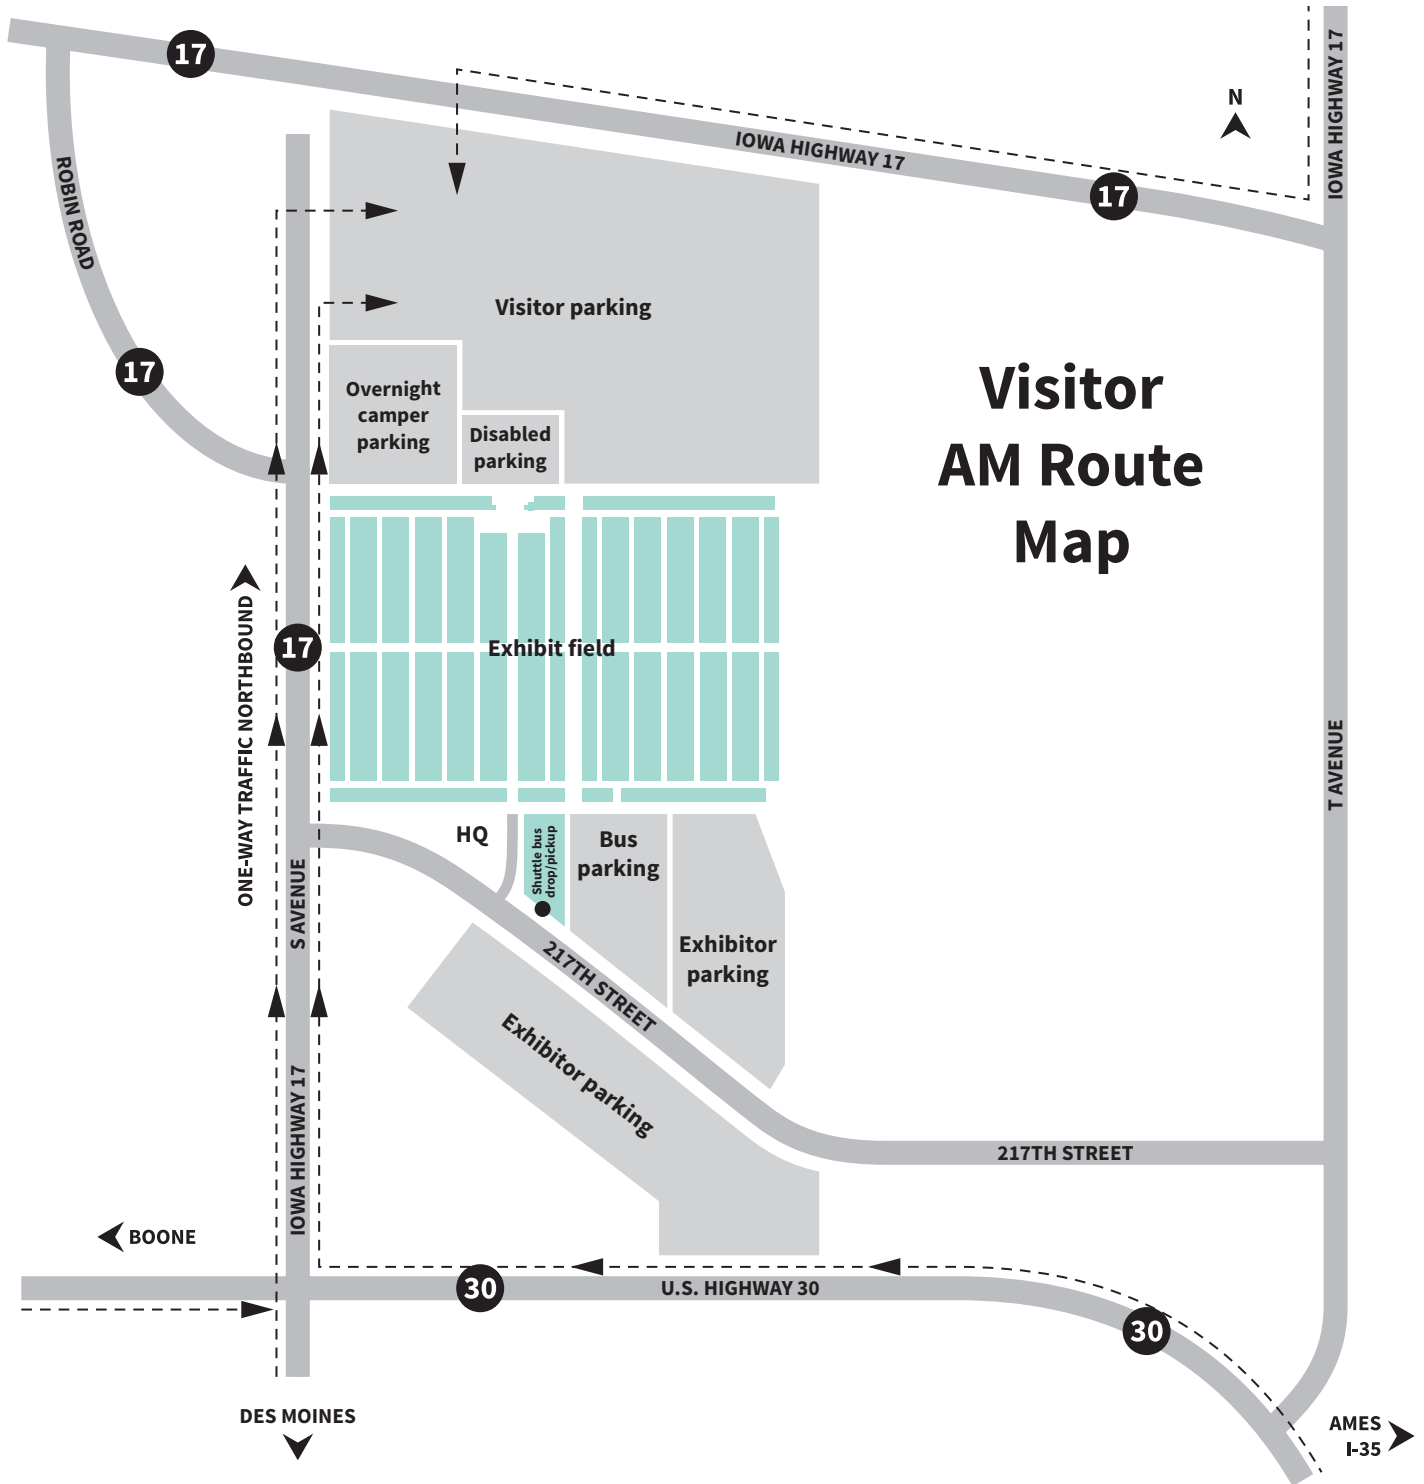 17
N
IOWA HIGHWAY 17
IOWA HIGHWAY 17
17
ROBIN ROAD
Visitor parking
17
Overnight
camper
parking
Disabled
parking
Visitor
AM Route
Map
ONE-WAY TRAFFIC NORTHBOUND
17
Exhibit field
T AVENUE
HQ
Shuttle bus
drop/pickup
Bus
parking
S AVENUE
Exhibitor
parking
217TH STREET
Exhibitor parking
IOWA HIGHWAY 17
217TH STREET
BOONE
30
U.S. HIGHWAY 30
30
DES MOINES
AMES
I-35